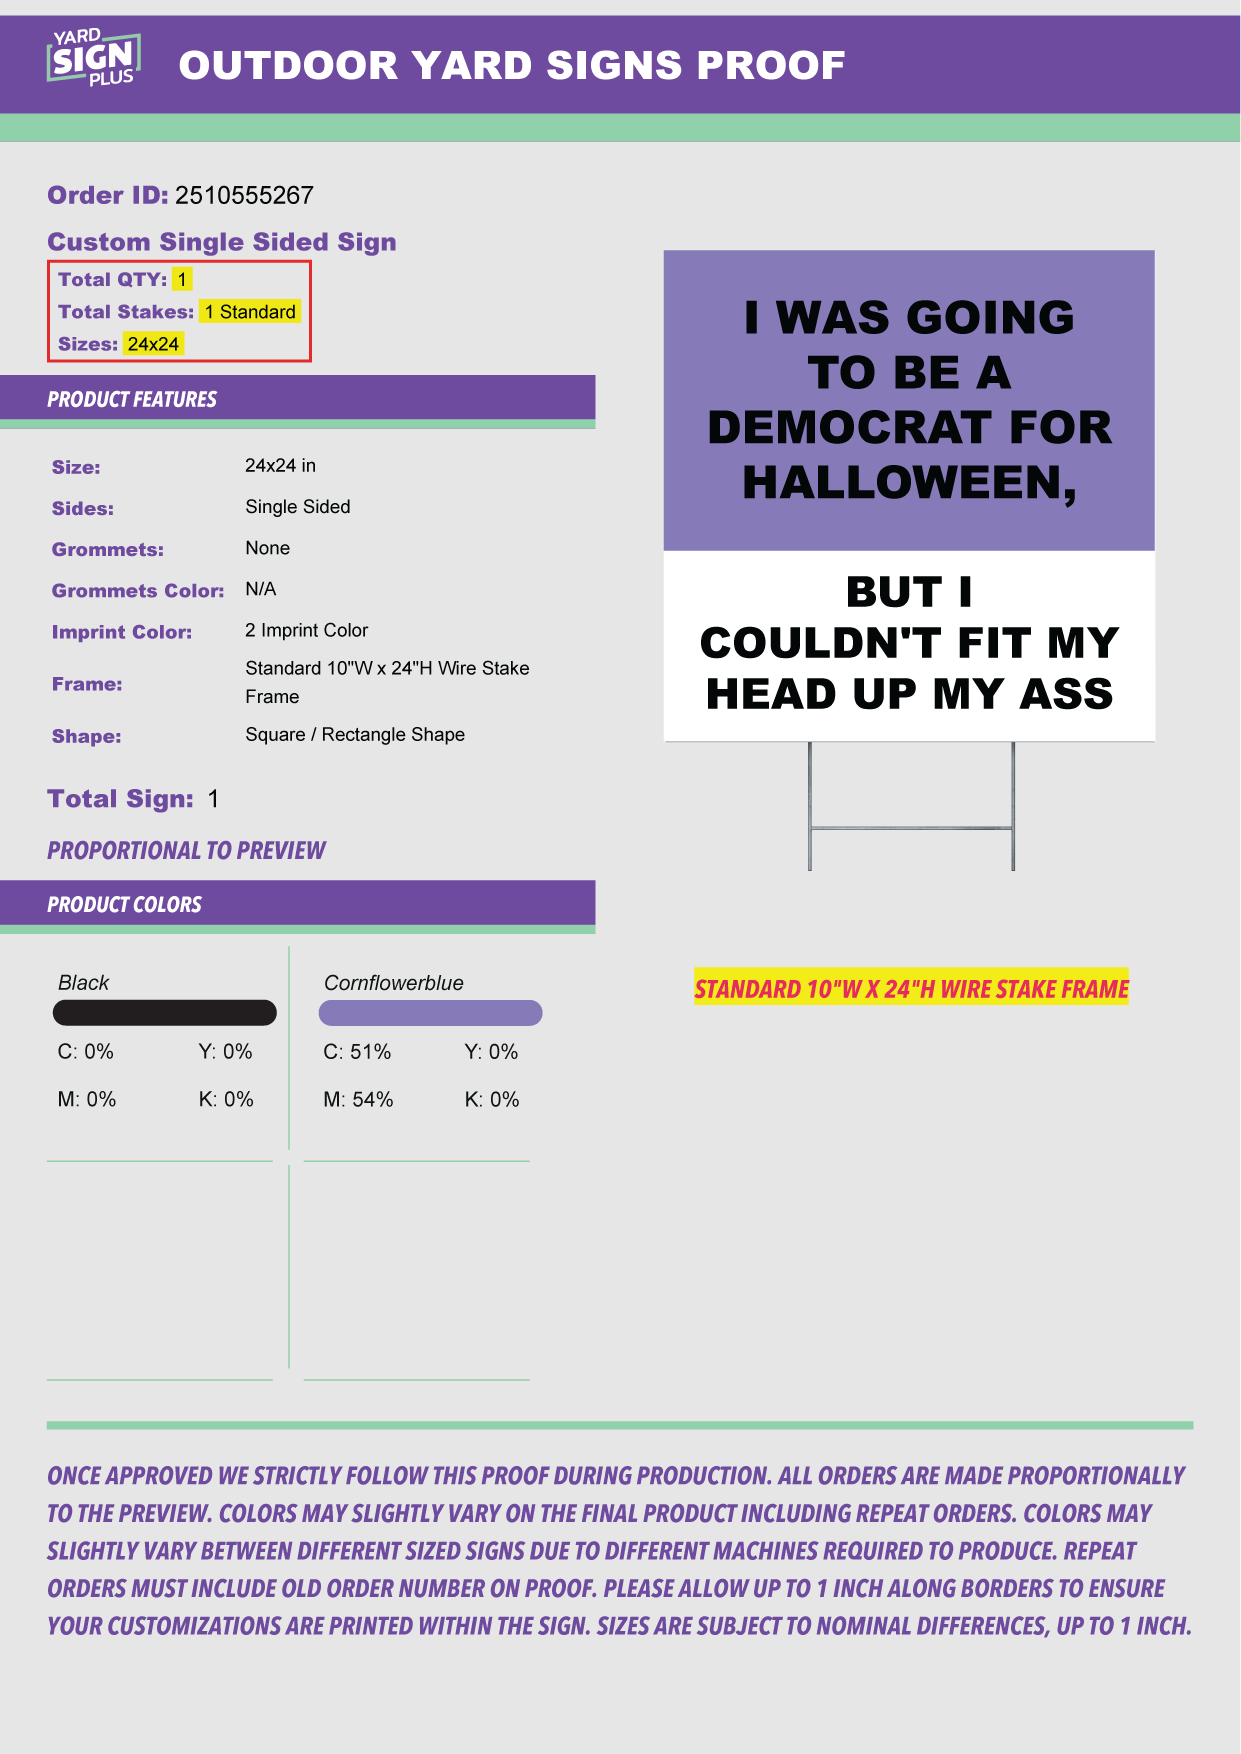 YARD
SIGN
PLUS
OUTDOOR YARD SIGNS PROOF
Order ID: 2510555267
Custom Single Sided Sign
Total QTY: 1
Total Stakes: 1 Standard
Sizes: 24x24
PRODUCT FEATURES
Size: 24x24 in
Sides: Single Sided
Grommets: None
Grommets Color: N/A
Imprint Color: 2 Imprint Color
Frame: Standard 10"W x 24"H Wire Stake
Frame
Shape: Square / Rectangle Shape
Total Sign: 1
PROPORTIONAL TO PREVIEW
PRODUCT COLORS
Black
C: 0% Y: 0%
M: 0% K: 0%
Cornflowerblue
C: 51% Y: 0%
M: 54% K: 0%
I WAS GOING
TO BE A
DEMOCRAT FOR
HALLOWEEN,
BUT I
COULDN'T FIT MY
HEAD UP MY ASS
STANDARD 10"W X 24"H WIRE STAKE FRAME
ONCE APPROVED WE STRICTLY FOLLOW THIS PROOF DURING PRODUCTION. ALL ORDERS ARE MADE PROPORTIONALLY
TO THE PREVIEW. COLORS MAY SLIGHTLY VARY ON THE FINAL PRODUCT INCLUDING REPEAT ORDERS. COLORS MAY
SLIGHTLY VARY BETWEEN DIFFERENT SIZED SIGNS DUE TO DIFFERENT MACHINES REQUIRED TO PRODUCE. REPEAT
ORDERS MUST INCLUDE OLD ORDER NUMBER ON PROOF. PLEASE ALLOW UP TO 1 INCH ALONG BORDERS TO ENSURE
YOUR CUSTOMIZATIONS ARE PRINTED WITHIN THE SIGN. SIZES ARE SUBJECT TO NOMINAL DIFFERENCES, UP TO 1 INCH.